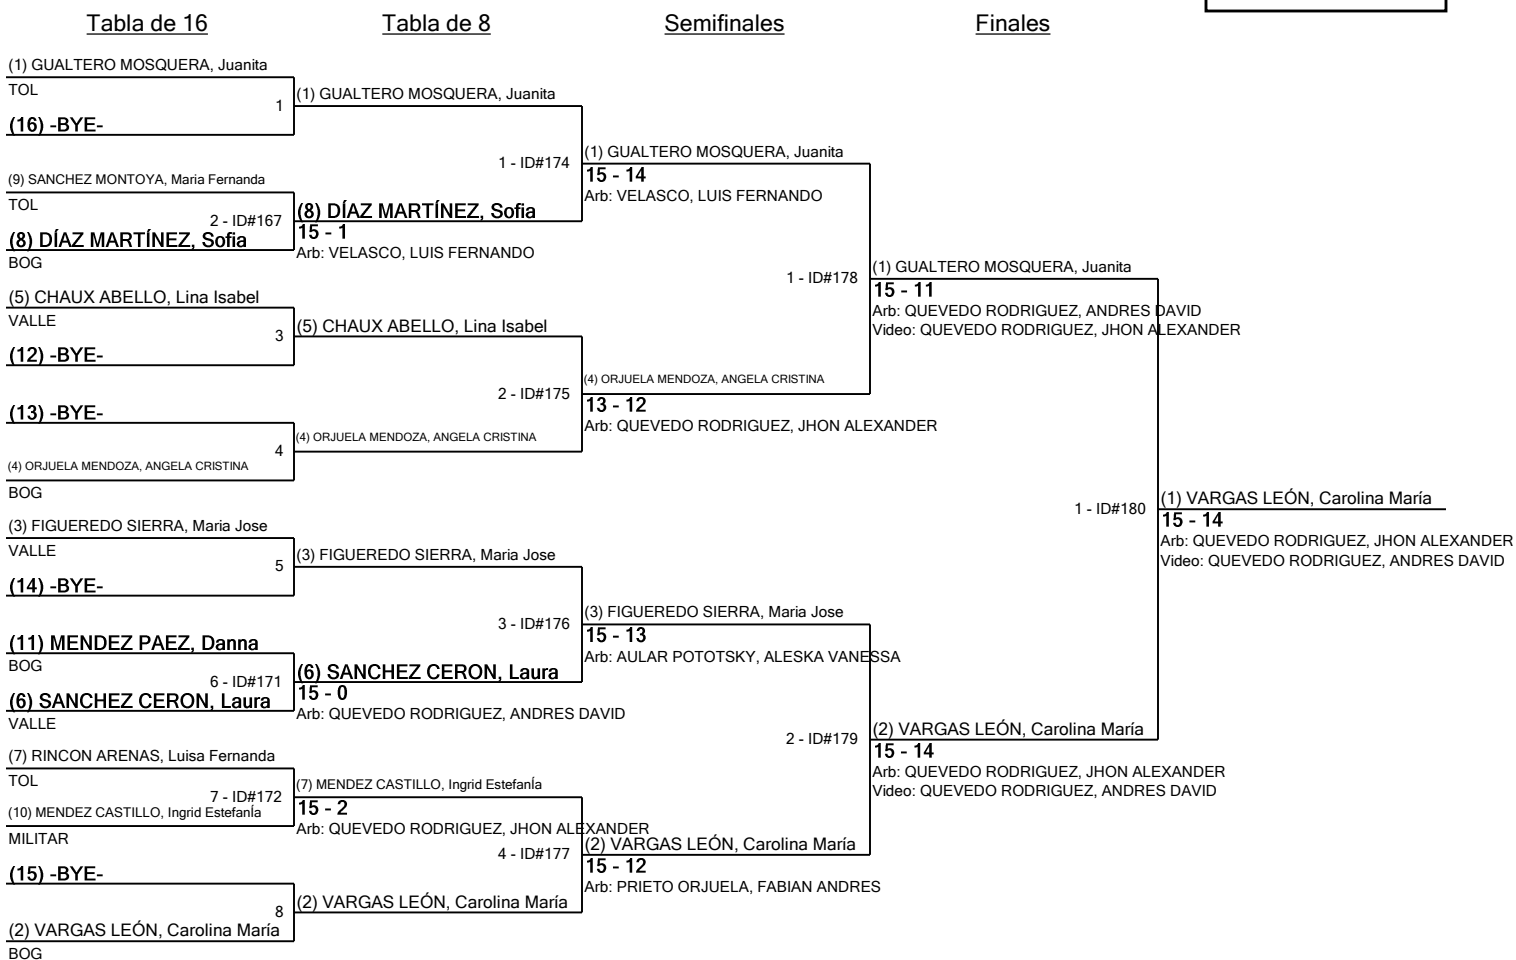 Tabla de 16
Tabla de 8
Semifinales
Finales
(1) GUALTERO MOSQUERA, Juanita
TOL
1
(16) -BYE-
(9) SANCHEZ MONTOYA, Maria Fernanda
TOL
2 - ID#167
(8) DÍAZ MARTÍNEZ, Sofia
BOG
(5) CHAUX ABELLO, Lina Isabel
VALLE
3
(12) -BYE-
(13) -BYE-
4
(4) ORJUELA MENDOZA, ANGELA CRISTINA
BOG
(3) FIGUEREDO SIERRA, Maria Jose
VALLE
5
(14) -BYE-
(11) MENDEZ PAEZ, Danna
BOG
6 - ID#171
(6) SANCHEZ CERON, Laura
VALLE
(7) RINCON ARENAS, Luisa Fernanda
TOL
7 - ID#172
(10) MENDEZ CASTILLO, Ingrid EstefanÍa
MILITAR
(15) -BYE-
8
(2) VARGAS LEÓN, Carolina María
BOG
(1) GUALTERO MOSQUERA, Juanita
1 - ID#174
(8) DÍAZ MARTÍNEZ, Sofia
15 - 1
Arb: VELASCO, LUIS FERNANDO
(5) CHAUX ABELLO, Lina Isabel
2 - ID#175
(4) ORJUELA MENDOZA, ANGELA CRISTINA
(3) FIGUEREDO SIERRA, Maria Jose
3 - ID#176
(6) SANCHEZ CERON, Laura
15 - 0
Arb: QUEVEDO RODRIGUEZ, ANDRES DAVID
(7) MENDEZ CASTILLO, Ingrid EstefanÍa
15 - 2
Arb: QUEVEDO RODRIGUEZ, JHON ALEXANDER
4 - ID#177
(2) VARGAS LEÓN, Carolina María
(1) GUALTERO MOSQUERA, Juanita
15 - 14
Arb: VELASCO, LUIS FERNANDO
1 - ID#178
(4) ORJUELA MENDOZA, ANGELA CRISTINA
13 - 12
Arb: QUEVEDO RODRIGUEZ, JHON ALEXANDER
(3) FIGUEREDO SIERRA, Maria Jose
15 - 13
Arb: AULAR POTOTSKY, ALESKA VANESSA
2 - ID#179
(2) VARGAS LEÓN, Carolina María
15 - 12
Arb: PRIETO ORJUELA, FABIAN ANDRES
(1) GUALTERO MOSQUERA, Juanita
15 - 11
Arb: QUEVEDO RODRIGUEZ, ANDRES DAVID
Video: QUEVEDO RODRIGUEZ, JHON ALEXANDER
1 - ID#180
(2) VARGAS LEÓN, Carolina María
15 - 14
Arb: QUEVEDO RODRIGUEZ, JHON ALEXANDER
Video: QUEVEDO RODRIGUEZ, ANDRES DAVID
(1) VARGAS LEÓN, Carolina María
15 - 14
Arb: QUEVEDO RODRIGUEZ, JHON ALEXANDER
Video: QUEVEDO RODRIGUEZ, ANDRES DAVID